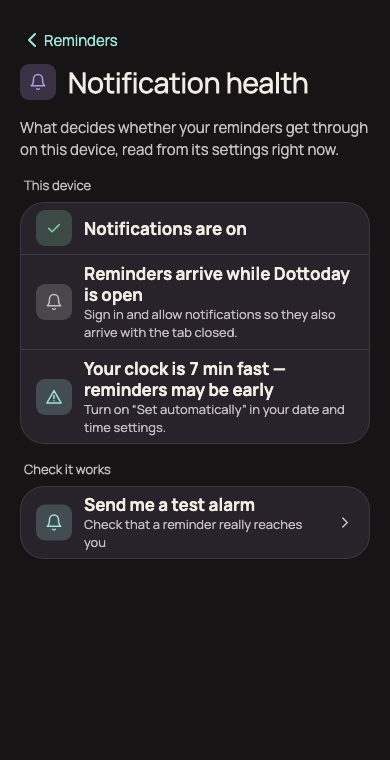 Reminders
Notification health
What decides whether your reminders get through
on this device, read from its settings right now.
This device
Notifications are on
Reminders arrive while Dottoday
is open
Sign in and allow notifications so they also
arrive with the tab closed.
Your clock is 7 min fast —
reminders may be early
Turn on “Set automatically” in your date and
time settings.
Check it works
Send me a test alarm
Check that a reminder really reaches
you